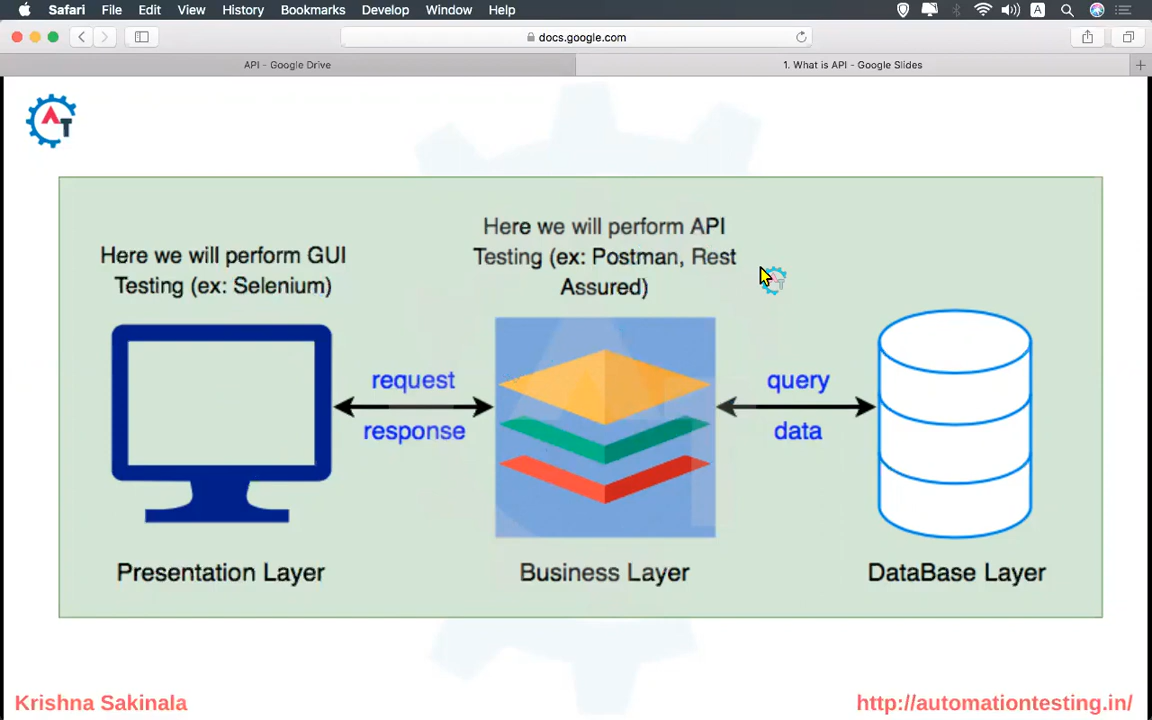 Safari File Edit View History Bookmarks Develop Window Help A
docs.google.com
API - Google Drive
1. What is API - Google Slides
AT
Here we will perform GUI
Testing (ex: Selenium)
Here we will perform API
Testing (ex: Postman, Rest
Assured)
request
response
query
data
Presentation Layer
Business Layer
DataBase Layer
Krishna Sakinala
http://automationtesting.in/